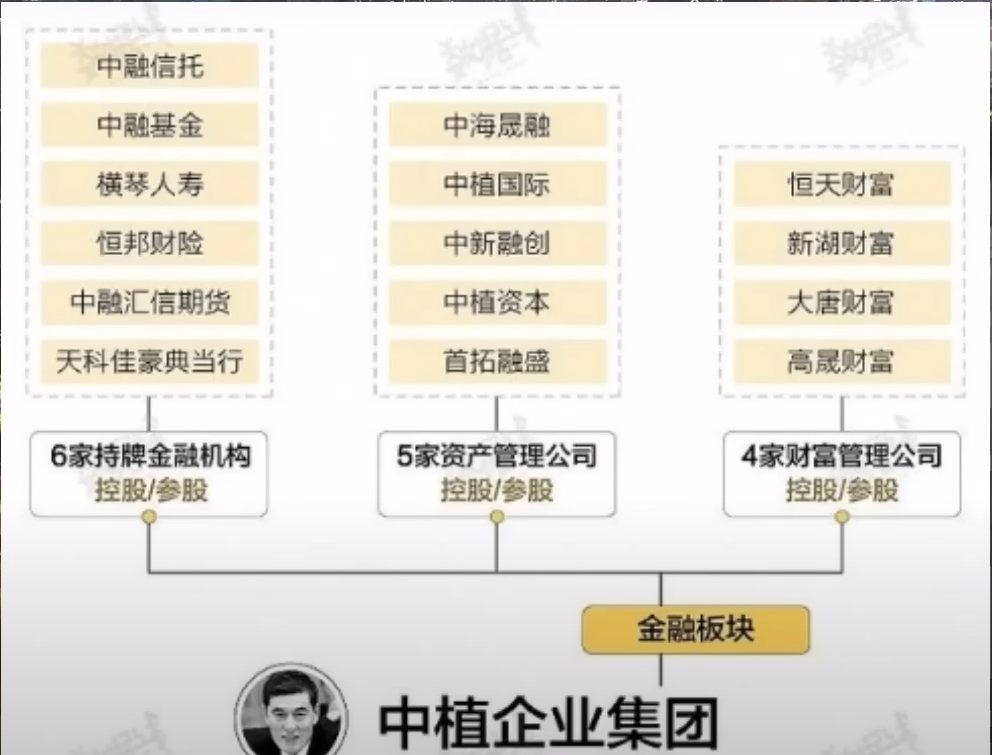 中融信托
中融基金
横琴人寿
恒邦财险
中融汇信期货
天科佳豪典当行
6家持牌金融机构
控股/参股
中海晟融
中植国际
中新融创
中植资本
首拓融盛
5家资产管理公司
控股/参股
恒天财富
新湖财富
大唐财富
高晟财富
4家财富管理公司
控股/参股
金融板块
中植企业集团